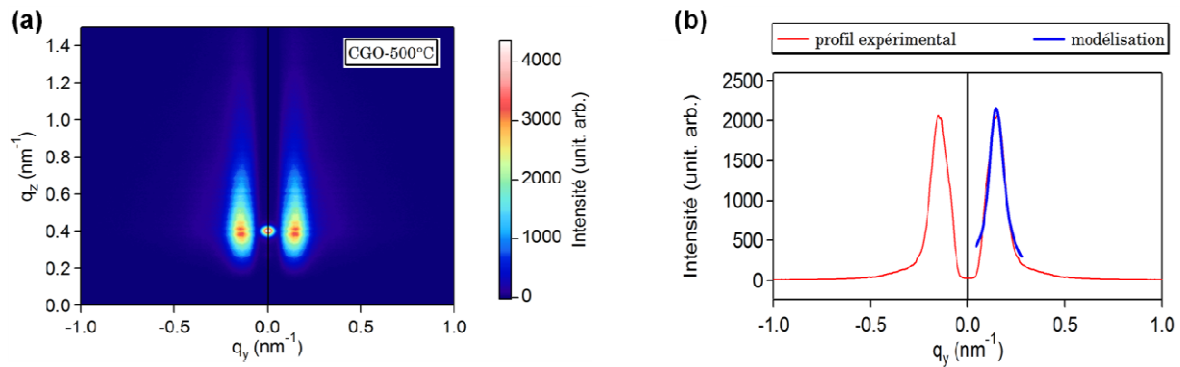 (a)
CGO-500°C
1.4
1.2
1.0
0.8
0.6
0.4
0.2
0.0
q_z (nm⁻¹)
-1.0 -0.5 0.0 0.5 1.0
q_y (nm⁻¹)
4000
3000
2000
1000
0
Intensité (unit. arb.)
(b)
profil expérimental modélisation
2500
2000
1500
1000
500
0
Intensité (unit. arb.)
-1.0 -0.5 0.0 0.5 1.0
q_y (nm⁻¹)